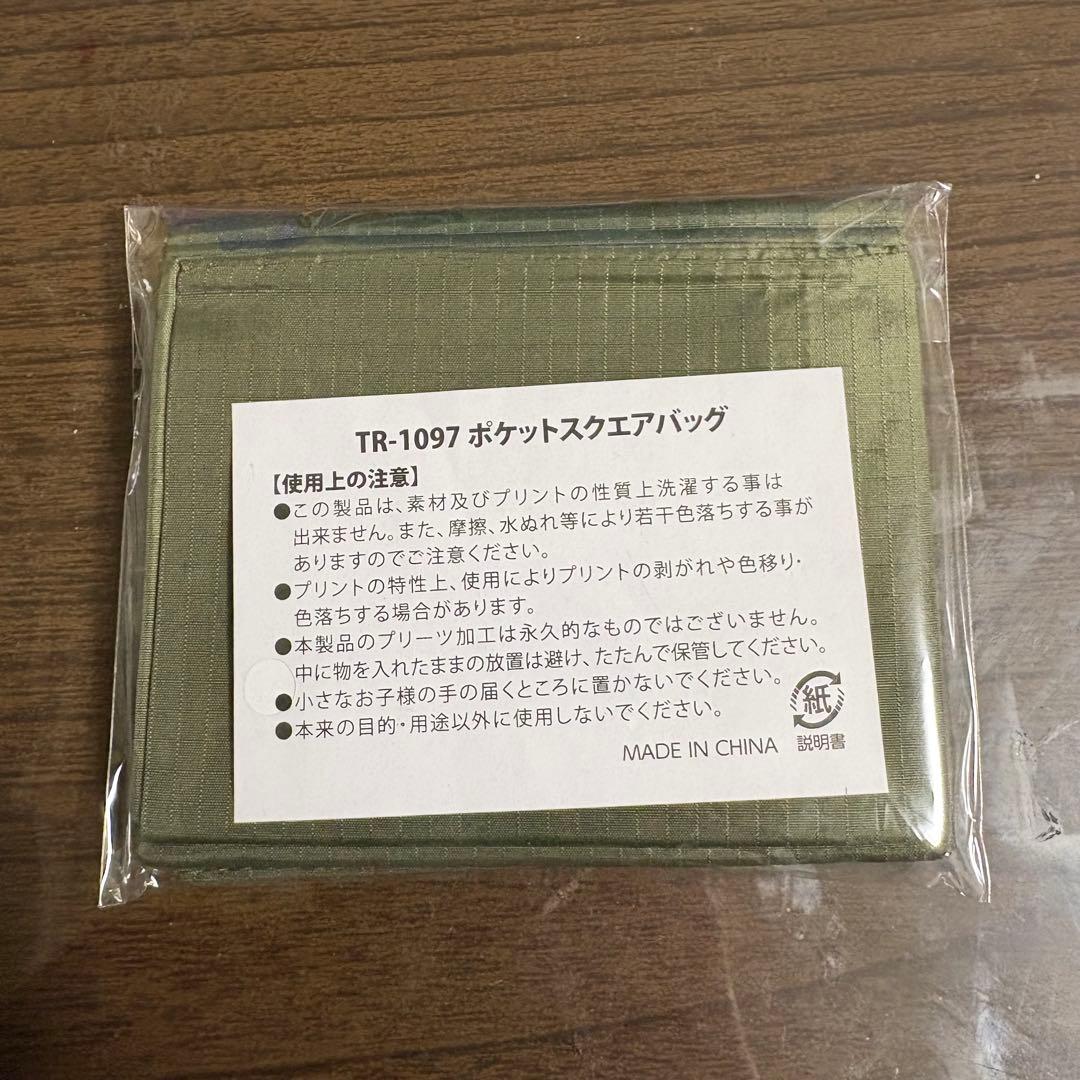 TR-1097 ポケットスクエアバッグ
【使用上の注意】
●この製品は、素材及びプリントの性質上洗濯する事は
出来ません。また、摩擦、水ぬれ等により若干色落ちする事が
ありますのでご注意ください。
●プリントの特性上、使用によりプリントの剥がれや色移り・
色落ちする場合があります。
●本製品のプリーツ加工は永久的なものではございません。
中に物を入れたままの放置は避け、たたんで保管してください。
●小さなお子様の手の届くところに置かないでください。
●本来の目的・用途以外に使用しないでください。
紙
MADE IN CHINA 説明書